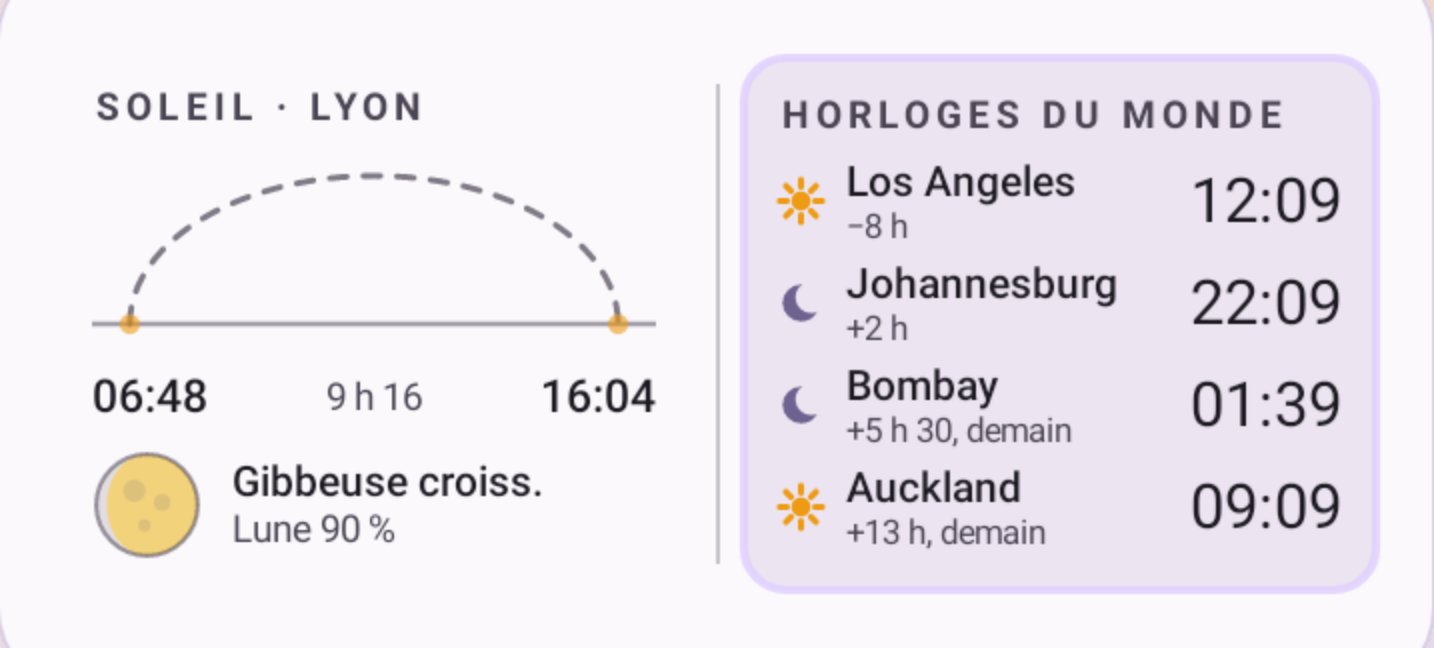 SOLEIL · LYON
06:48 9 h 16 16:04
Gibbeuse croiss.
Lune 90 %
HORLOGES DU MONDE
Los Angeles 12:09
−8 h
Johannesburg 22:09
+2 h
Bombay 01:39
+5 h 30, demain
Auckland 09:09
+13 h, demain